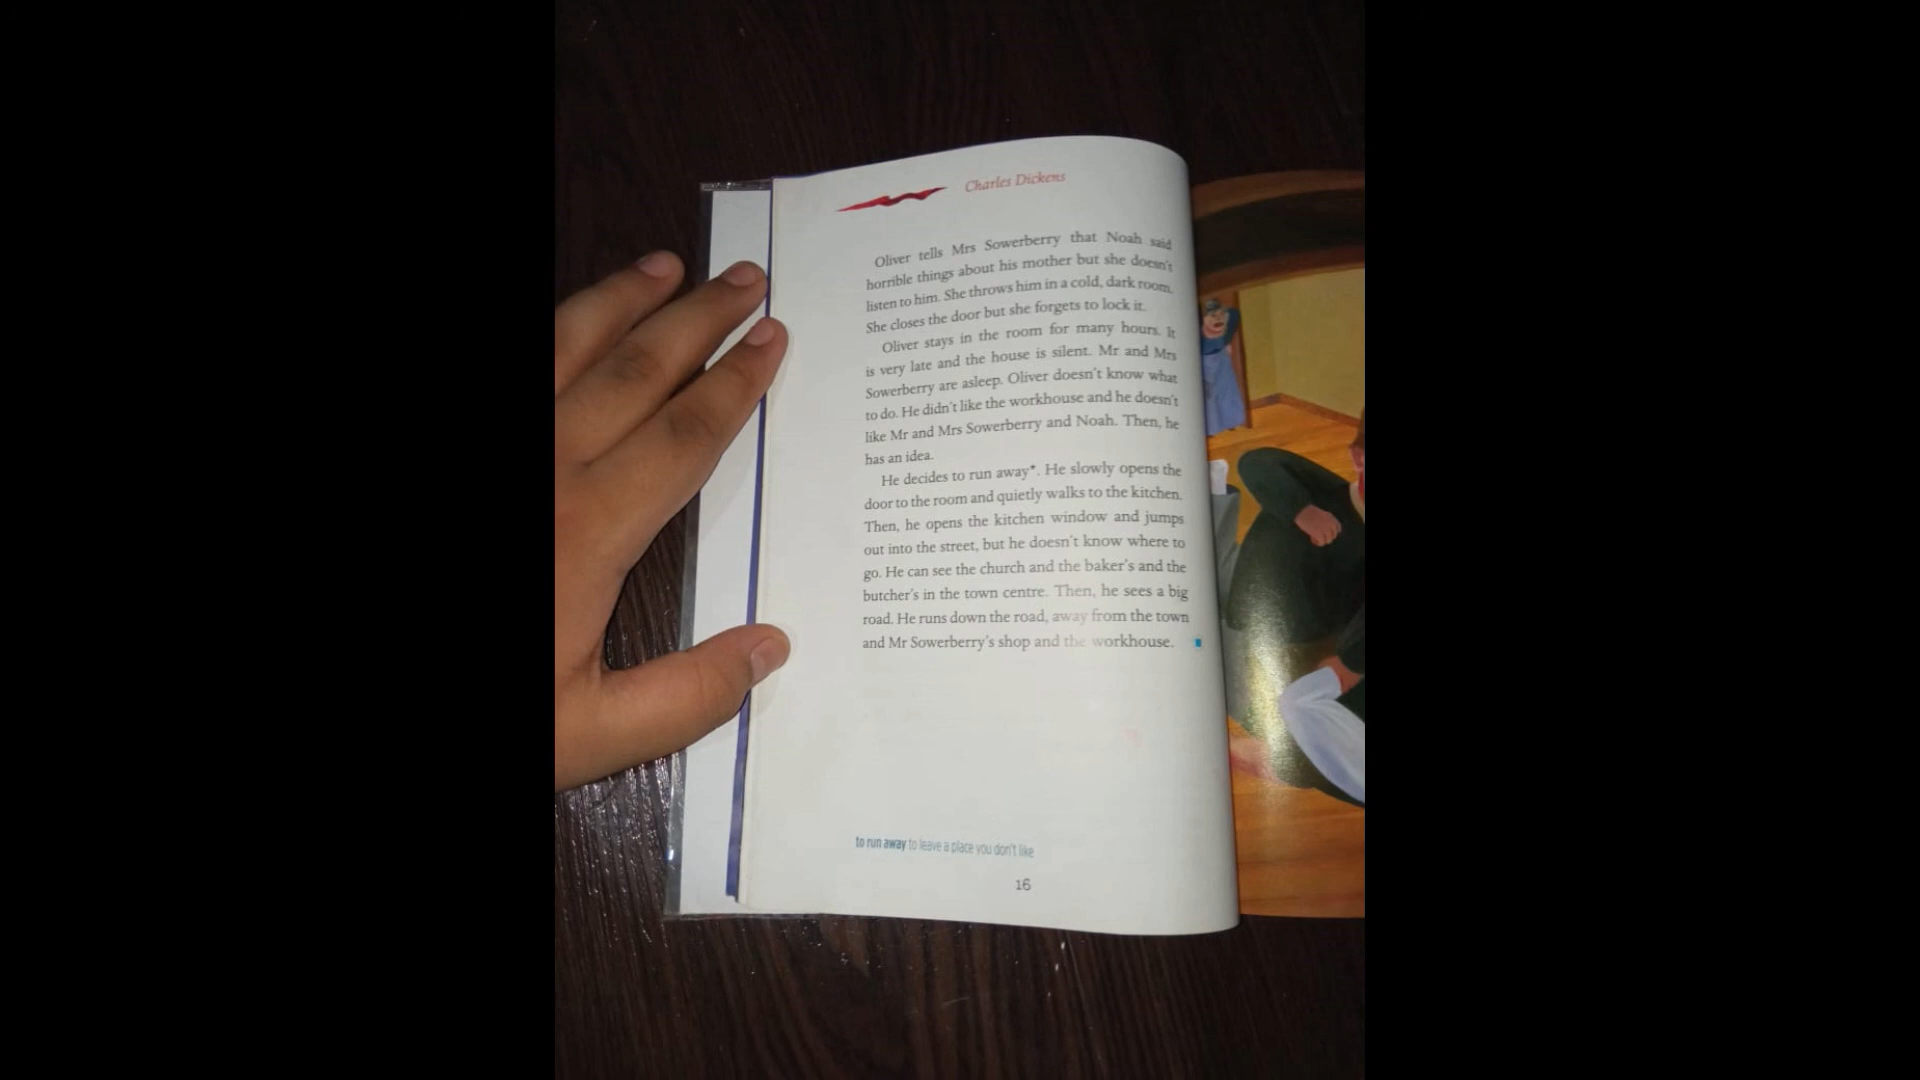 Charles Dickens
Oliver tells Mrs Sowerberry that Noah said
horrible things about his mother but she doesn't
listen to him. She throws him in a cold, dark room.
She closes the door but she forgets to lock it.
Oliver stays in the room for many hours. It
is very late and the house is silent. Mr and Mrs
Sowerberry are asleep. Oliver doesn't know what
to do. He didn't like the workhouse and he doesn't
like Mr and Mrs Sowerberry and Noah. Then, he
has an idea.
He decides to run away*. He slowly opens the
door to the room and quietly walks to the kitchen.
Then, he opens the kitchen window and jumps
out into the street, but he doesn't know where to
go. He can see the church and the baker's and the
butcher's in the town centre. Then, he sees a big
road. He runs down the road, away from the town
and Mr Sowerberry's shop and the workhouse.
to run away to leave a place you don't like
16